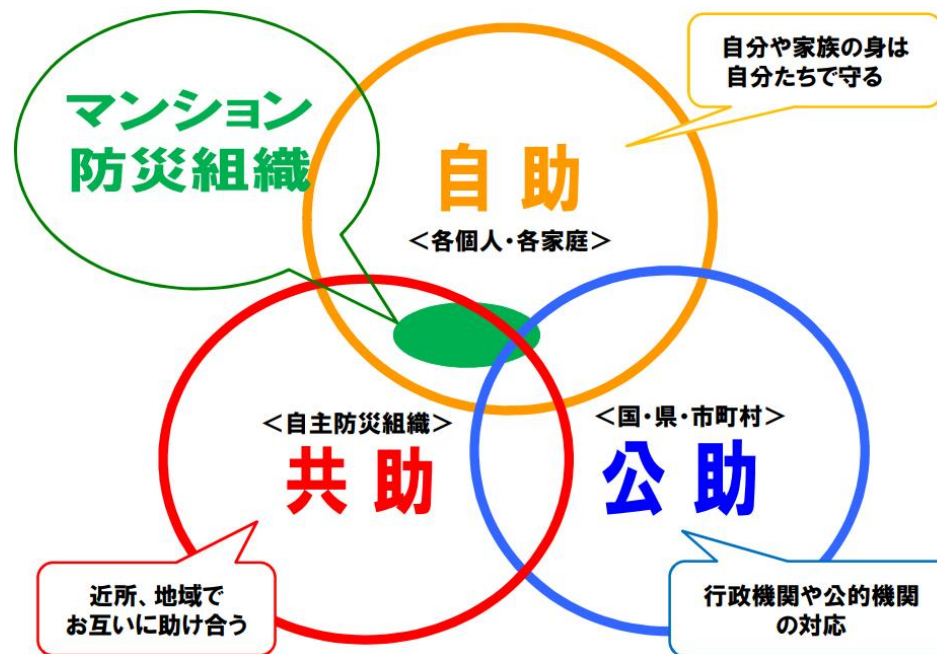 マンション
防災組織
自分や家族の身は
自分たちで守る
自助
＜各個人・各家庭＞
＜自主防災組織＞
共助
＜国・県・市町村＞
公助
近所、地域で
お互いに助け合う
行政機関や公的機関
の対応